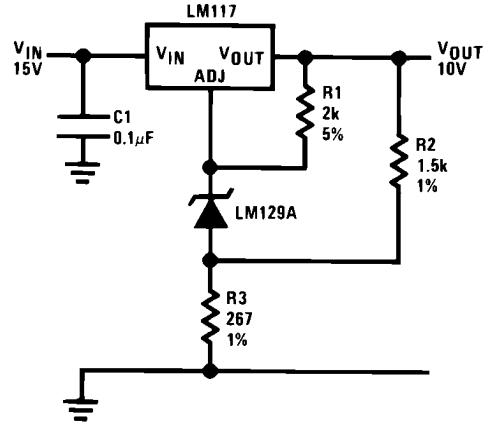 LM117
VIN
15V
VIN
VOUT
ADJ
VOUT
10V
C1
0.1μF
R1
2k
5%
R2
1.5k
1%
LM129A
R3
267
1%